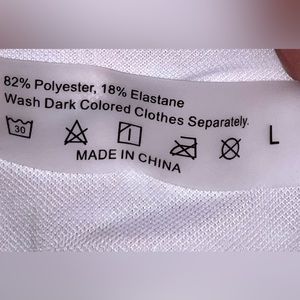 82% Polyester, 18% Elastane
Wash Dark Colored Clothes Separately.
30 L
MADE IN CHINA